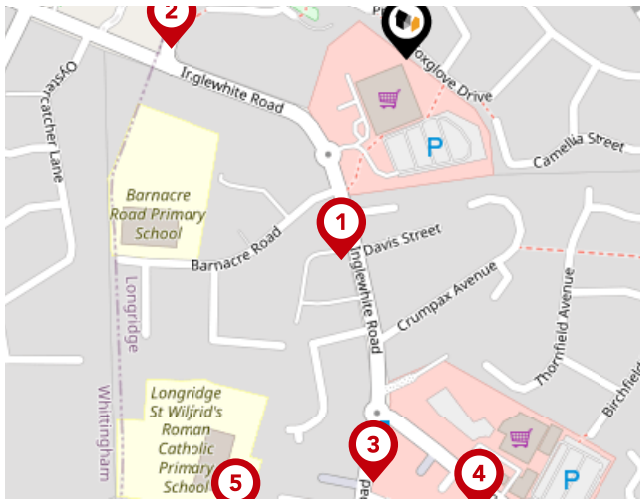 2
Inglewhite Road
Foxglove Drive
Oystercatcher Lane
P
Camellia Street
Barnacre
Road Primary
School
1
Davis Street
Barnacre Road
Inglewhite Road
Crumpax Avenue
Longridge
Thornfield Avenue
Whittingham
Longridge
St Wilfrid's
Roman
Catholic
Primary
School
3
4
5
P